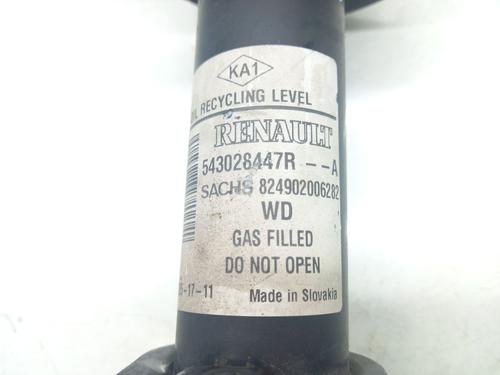 KA1
RECYCLING LEVEL
RENAULT
543028447R --A
SACHS 824902006282
WD
GAS FILLED
DO NOT OPEN
-17-11
Made in Slovakia